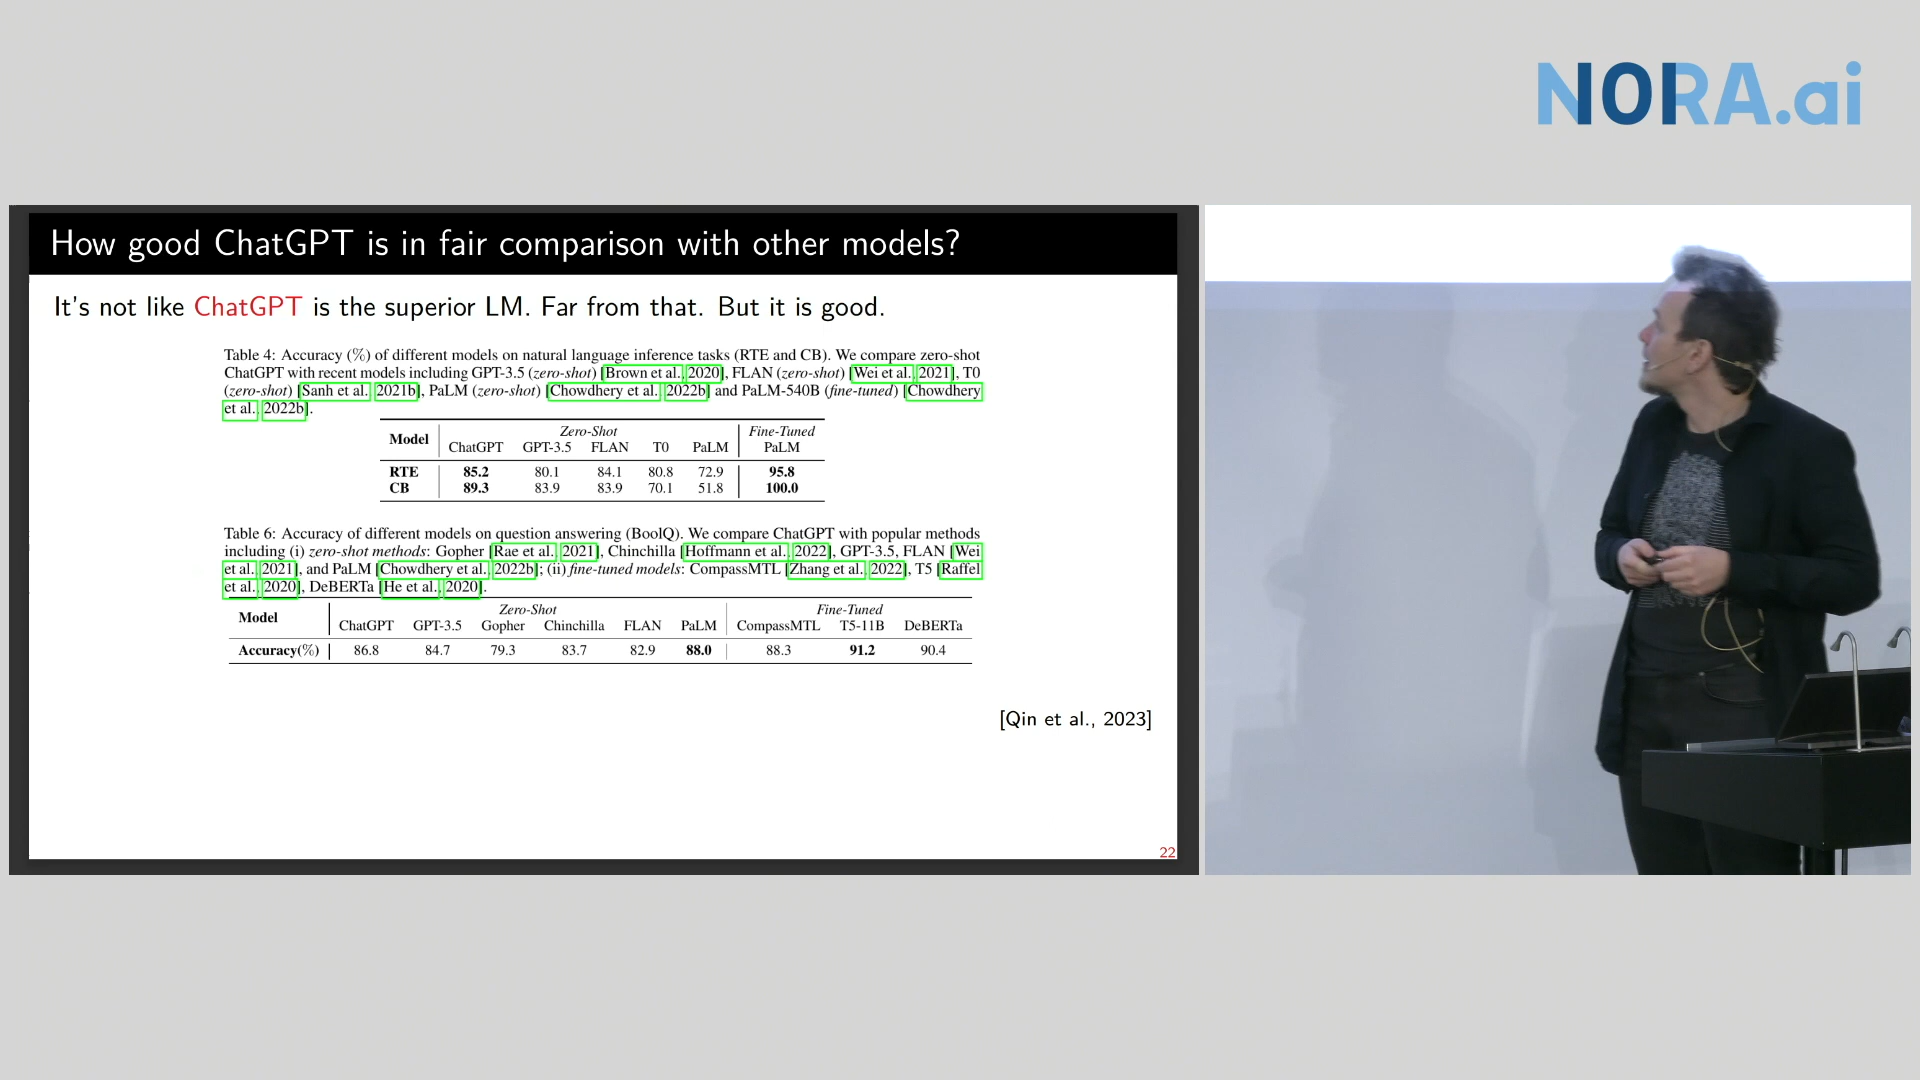 NORA.ai
How good ChatGPT is in fair comparison with other models?
It's not like ChatGPT is the superior LM. Far from that. But it is good.
Table 4: Accuracy (%) of different models on natural language inference tasks (RTE and CB). We compare zero-shot
ChatGPT with recent models including GPT-3.5 (zero-shot) [Brown et al., 2020], FLAN (zero-shot) [Wei et al., 2021], T0
(zero-shot) [Sanh et al., 2021b], PaLM (zero-shot) [Chowdhery et al., 2022b] and PaLM-540B (fine-tuned) [Chowdhery
et al., 2022b].
Model Zero-Shot Fine-Tuned
ChatGPT GPT-3.5 FLAN T0 PaLM PaLM
RTE 85.2 80.1 84.1 80.8 72.9 95.8
CB 89.3 83.9 83.9 70.1 51.8 100.0
Table 6: Accuracy of different models on question answering (BoolQ). We compare ChatGPT with popular methods
including (i) zero-shot methods: Gopher [Rae et al., 2021], Chinchilla [Hoffmann et al., 2022], GPT-3.5, FLAN [Wei
et al., 2021], and PaLM [Chowdhery et al., 2022b]; (ii) fine-tuned models: CompassMTL [Zhang et al., 2022], T5 [Raffel
et al., 2020], DeBERTa [He et al., 2020].
Model Zero-Shot Fine-Tuned
ChatGPT GPT-3.5 Gopher Chinchilla FLAN PaLM CompassMTL T5-11B DeBERTa
Accuracy(%) 86.8 84.7 79.3 83.7 82.9 88.0 88.3 91.2 90.4
[Qin et al., 2023]
22